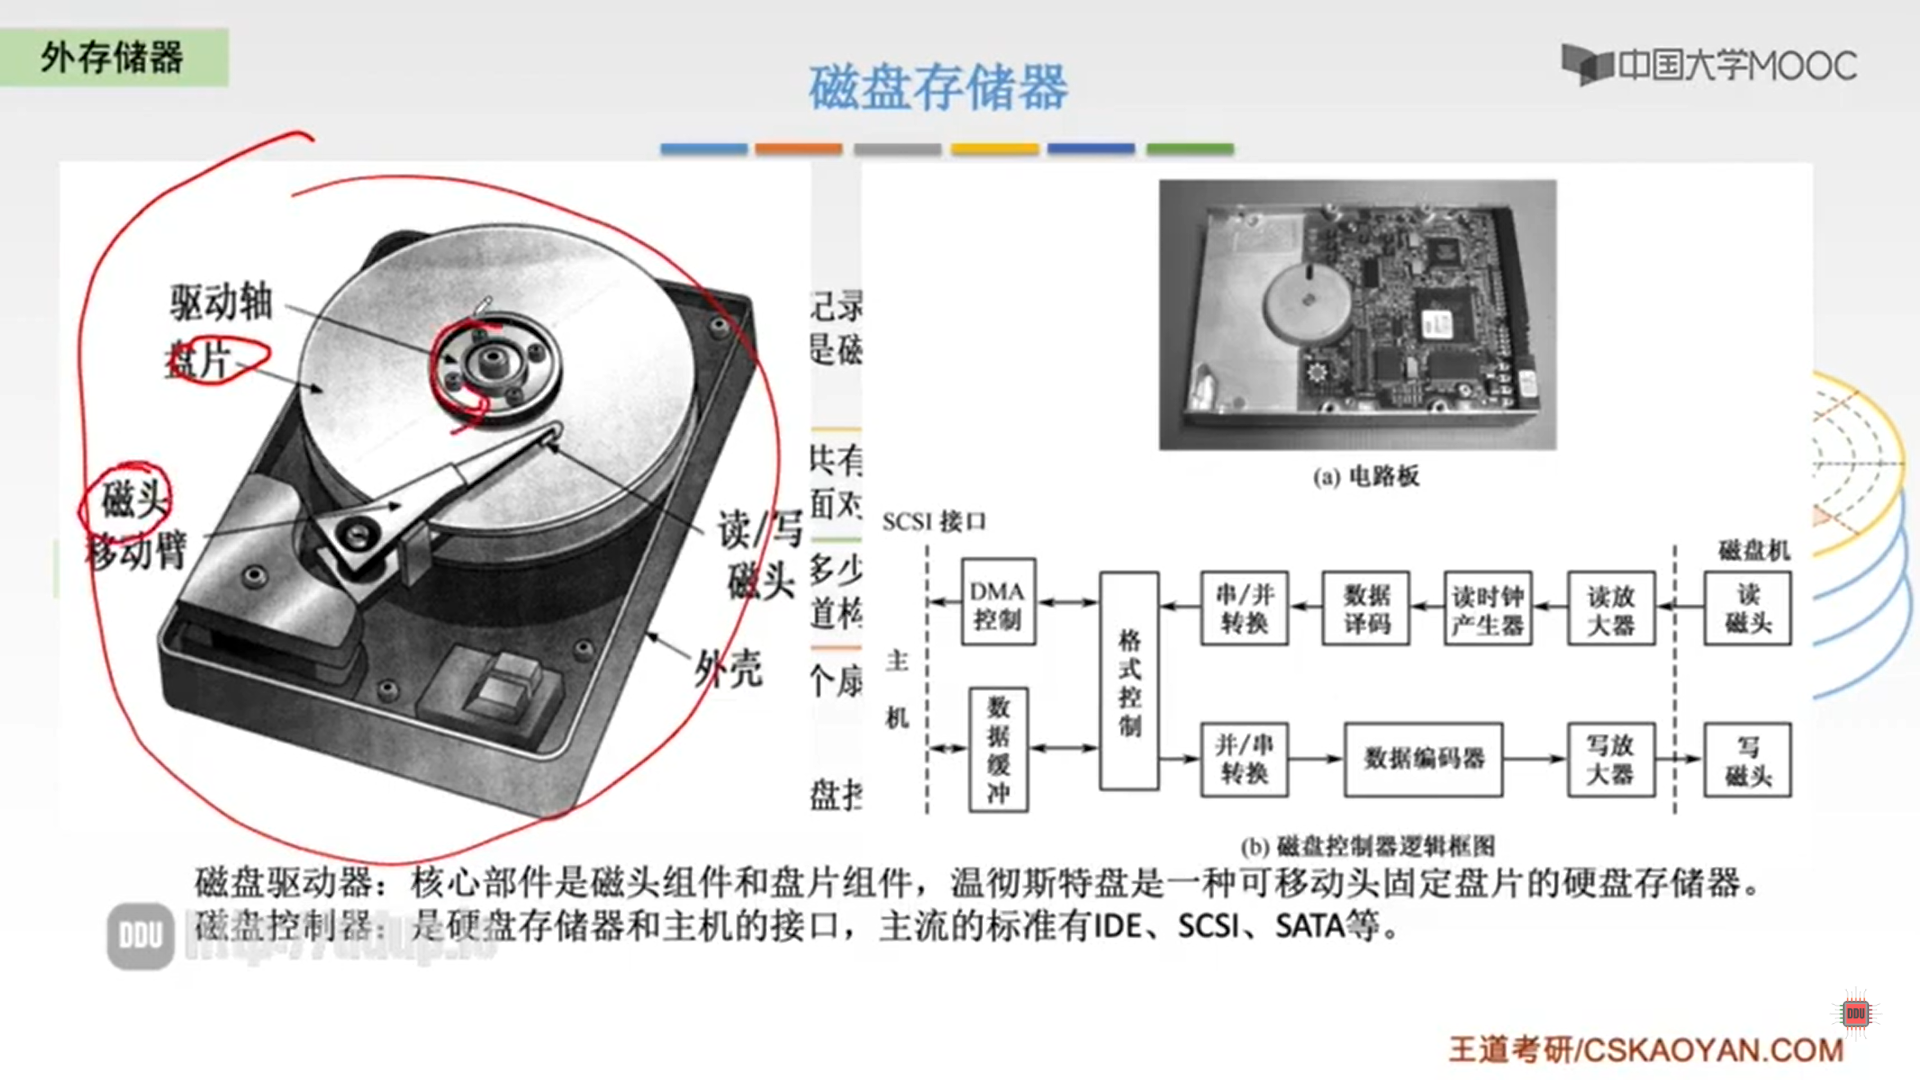 外存储器
磁盘存储器
中国大学MOOC
驱动轴
盘片
磁头
移动臂
读/写
磁头
外壳
记录
是磁
共有
面对
多少
道构
个扇
盘控
(a) 电路板
SCSI 接口
磁盘机
主
机
DMA
控制
数
据
缓
冲
格
式
控
制
串/并
转换
数据
译码
读时钟
产生器
读放
大器
读
磁头
并/串
转换
数据编码器
写放
大器
写
磁头
(b) 磁盘控制器逻辑框图
磁盘驱动器：核心部件是磁头组件和盘片组件，温彻斯特盘是一种可移动头固定盘片的硬盘存储器。
磁盘控制器：是硬盘存储器和主机的接口，主流的标准有IDE、SCSI、SATA等。
DDU
DDU
王道考研/CSKAOYAN.COM